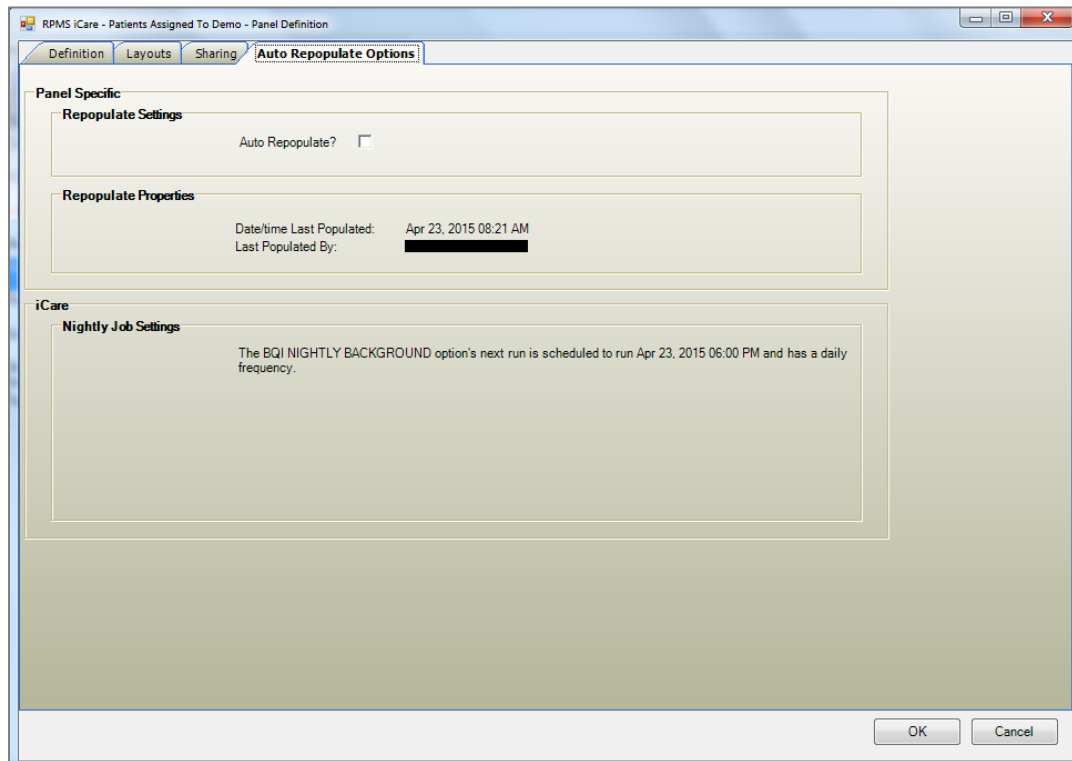 RPMS iCare - Patients Assigned To Demo - Panel Definition
Definition Layouts Sharing Auto Repopulate Options
Panel Specific
Repopulate Settings
Auto Repopulate?
Repopulate Properties
Date/time Last Populated: Apr 23, 2015 08:21 AM
Last Populated By:
iCare
Nightly Job Settings
The BQI NIGHTLY BACKGROUND option's next run is scheduled to run Apr 23, 2015 06:00 PM and has a daily
frequency.
OK Cancel